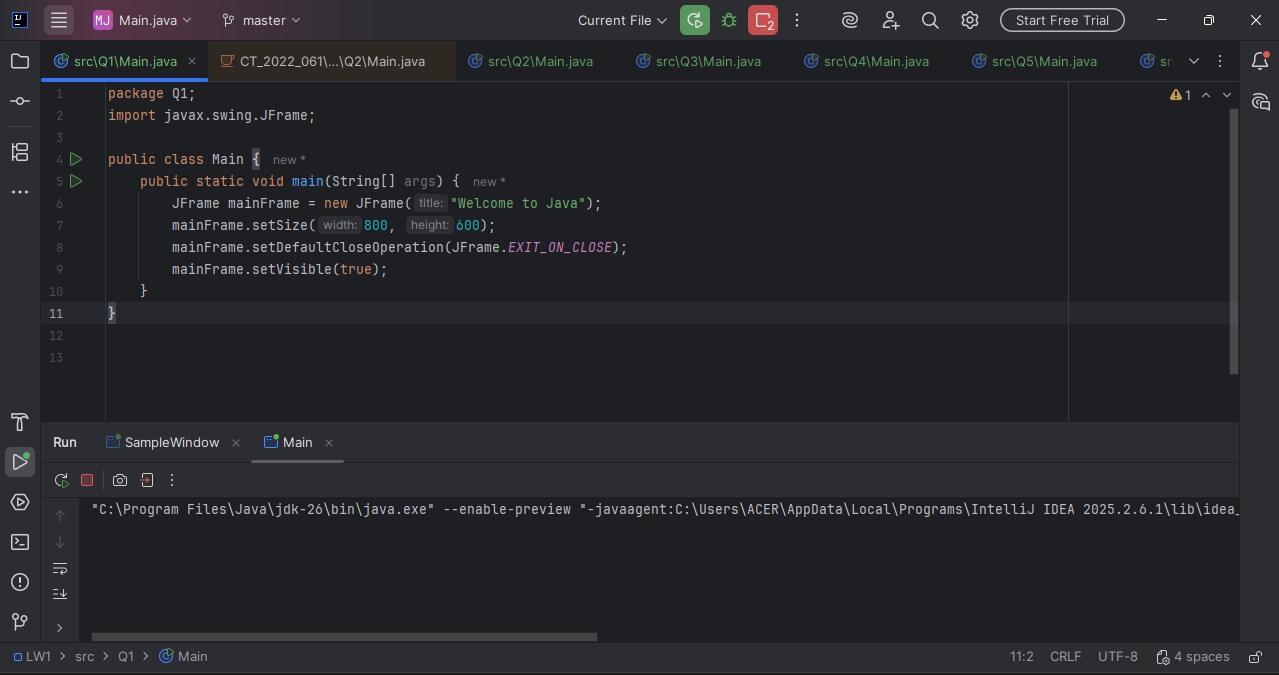 MJ Main.java master Current File 2 Start Free Trial
src\Q1\Main.java CT_2022_061\...\Q2\Main.java src\Q2\Main.java src\Q3\Main.java src\Q4\Main.java src\Q5\Main.java sr
1 package Q1; 1
2 import javax.swing.JFrame;
3
4 public class Main { new *
5 public static void main(String[] args) { new *
6 JFrame mainFrame = new JFrame( title: "Welcome to Java");
7 mainFrame.setSize( width: 800, height: 600);
8 mainFrame.setDefaultCloseOperation(JFrame.EXIT_ON_CLOSE);
9 mainFrame.setVisible(true);
10 }
11 }
12
13
Run SampleWindow Main
"C:\Program Files\Java\jdk-26\bin\java.exe" --enable-preview "-javaagent:C:\Users\ACER\AppData\Local\Programs\IntelliJ IDEA 2025.2.6.1\lib\idea_
LW1 > src > Q1 > Main 11:2 CRLF UTF-8 4 spaces